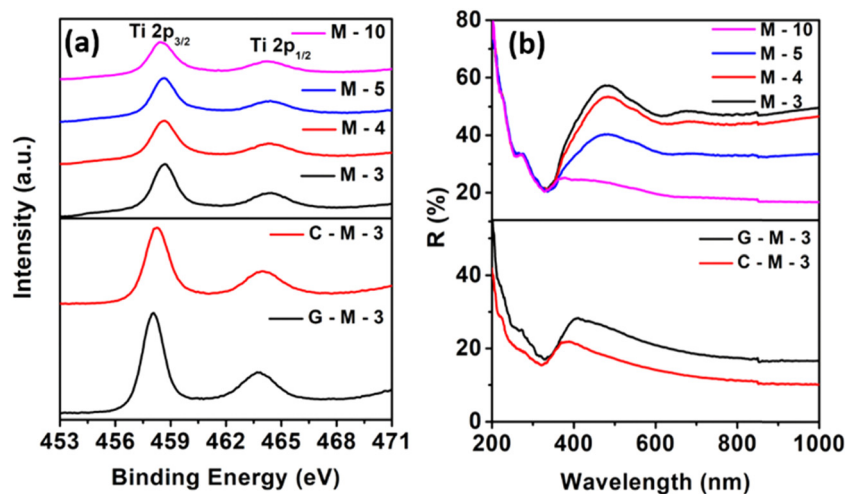 (a)
Ti 2p3/2
Ti 2p1/2
M - 10
M - 5
M - 4
M - 3
C - M - 3
G - M - 3
Intensity (a.u.)
453 456 459 462 465 468 471
Binding Energy (eV)
(b)
M - 10
M - 5
M - 4
M - 3
80
60
40
20
G - M - 3
C - M - 3
40
20
0
R (%)
200 400 600 800 1000
Wavelength (nm)